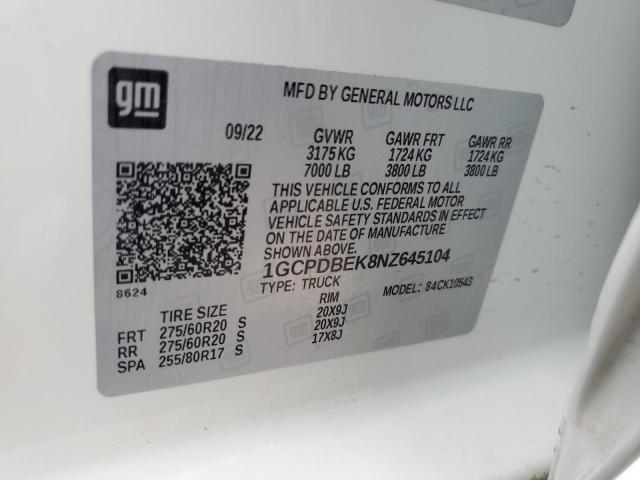 gm
MFD BY GENERAL MOTORS LLC
09/22 GVWR GAWR FRT GAWR RR
3175 KG 1724 KG 1724 KG
7000 LB 3800 LB 3800 LB
THIS VEHICLE CONFORMS TO ALL
APPLICABLE U.S. FEDERAL MOTOR
VEHICLE SAFETY STANDARDS IN EFFECT
ON THE DATE OF MANUFACTURE
SHOWN ABOVE.
1GCPDBEK8NZ645104
8624
TYPE: TRUCK MODEL: 84CK10543
TIRE SIZE RIM
FRT 275/60R20 S 20X9J
RR 275/60R20 S 20X9J
SPA 255/80R17 S 17X8J